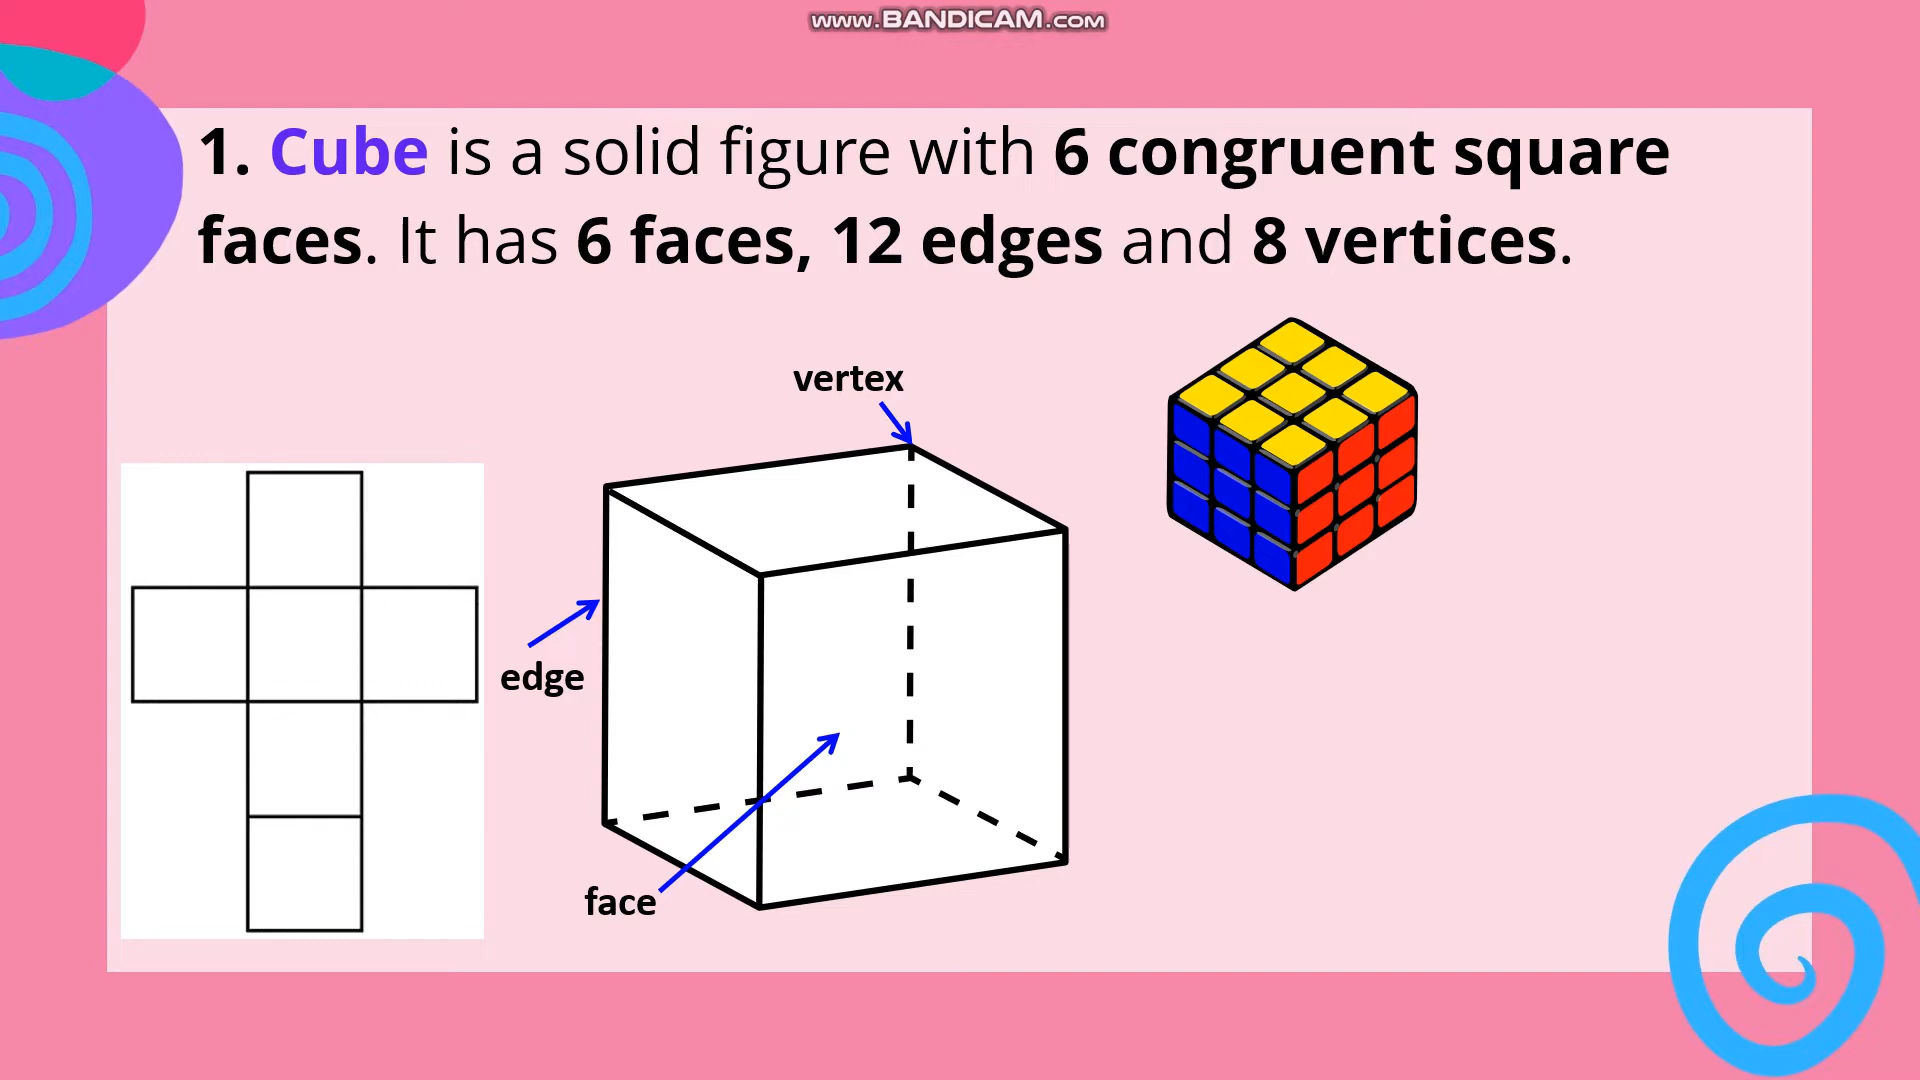 www.BANDICAM.com
1. Cube is a solid figure with 6 congruent square
faces. It has 6 faces, 12 edges and 8 vertices.
vertex
edge
face